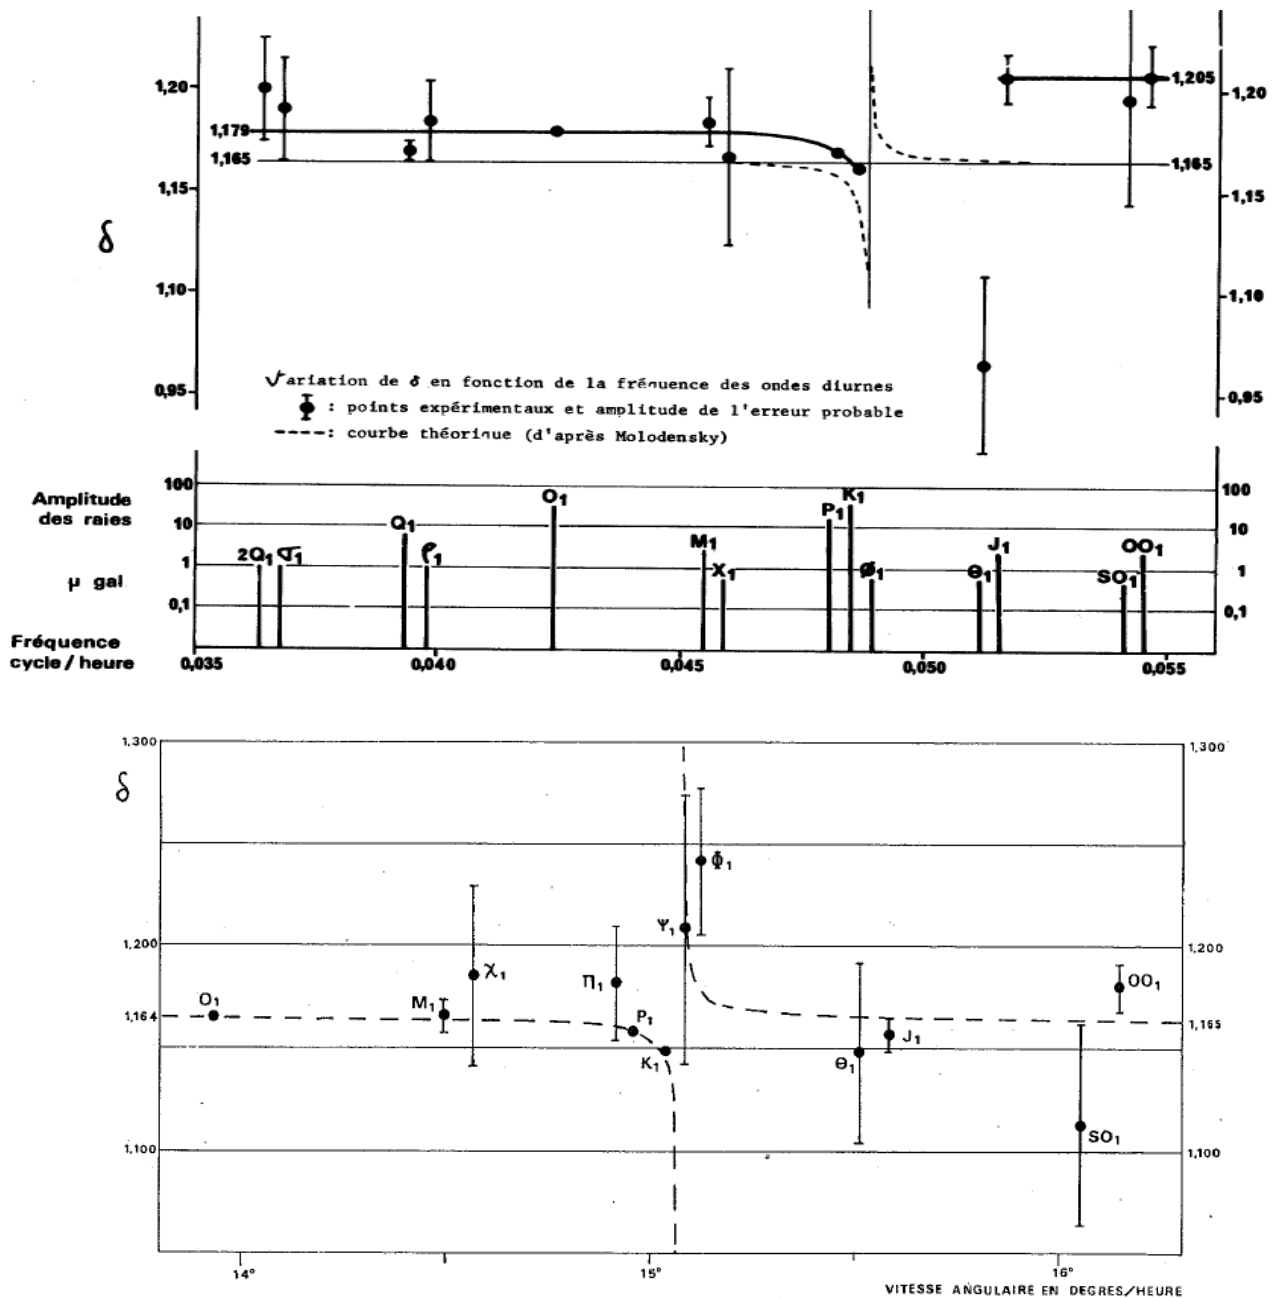 1,20
1,179
1,165
1,15
δ
1,10
0,95
1,205
1,20
1,165
1,15
1,10
0,95
Variation de δ en fonction de la fréquence des ondes diurnes
: points expérimentaux et amplitude de l'erreur probable
----: courbe théorique (d'après Molodensky)
Amplitude
des raies
μ gal
100
10
1
0,1
2Q₁ σ₁ Q₁ ρ₁ O₁ M₁ χ₁ P₁ K₁ Ø₁ Θ₁ J₁ SO₁ OO₁
100
10
1
0,1
Fréquence
cycle/heure
0,035 0,040 0,045 0,050 0,055
δ
1,300
1,200
1,164
1,100
O₁ M₁ χ₁ Π₁ P₁ K₁ Ψ₁ Φ₁ Θ₁ J₁ SO₁ OO₁
1,300
1,200
1,165
1,100
14° 15° 16°
VITESSE ANGULAIRE EN DEGRES/HEURE